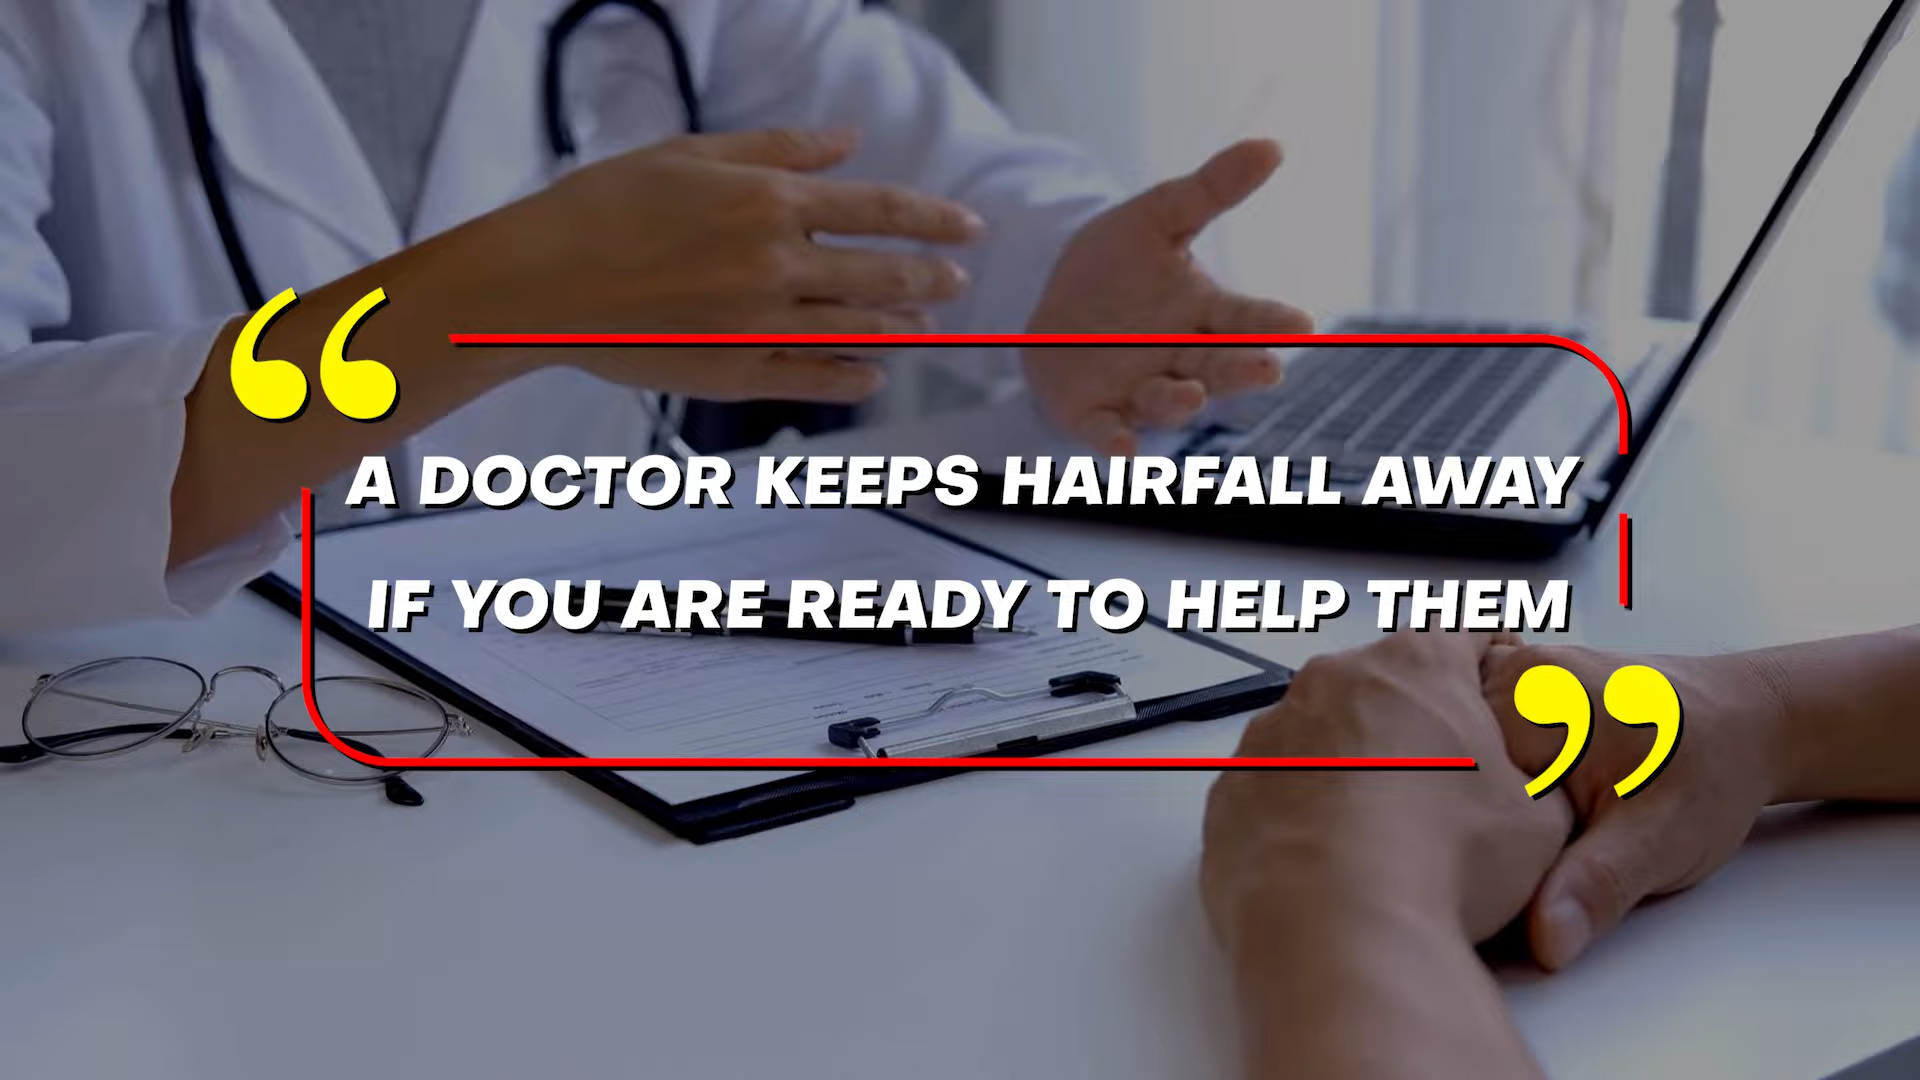 “
A DOCTOR KEEPS HAIRFALL AWAY
IF YOU ARE READY TO HELP THEM
”